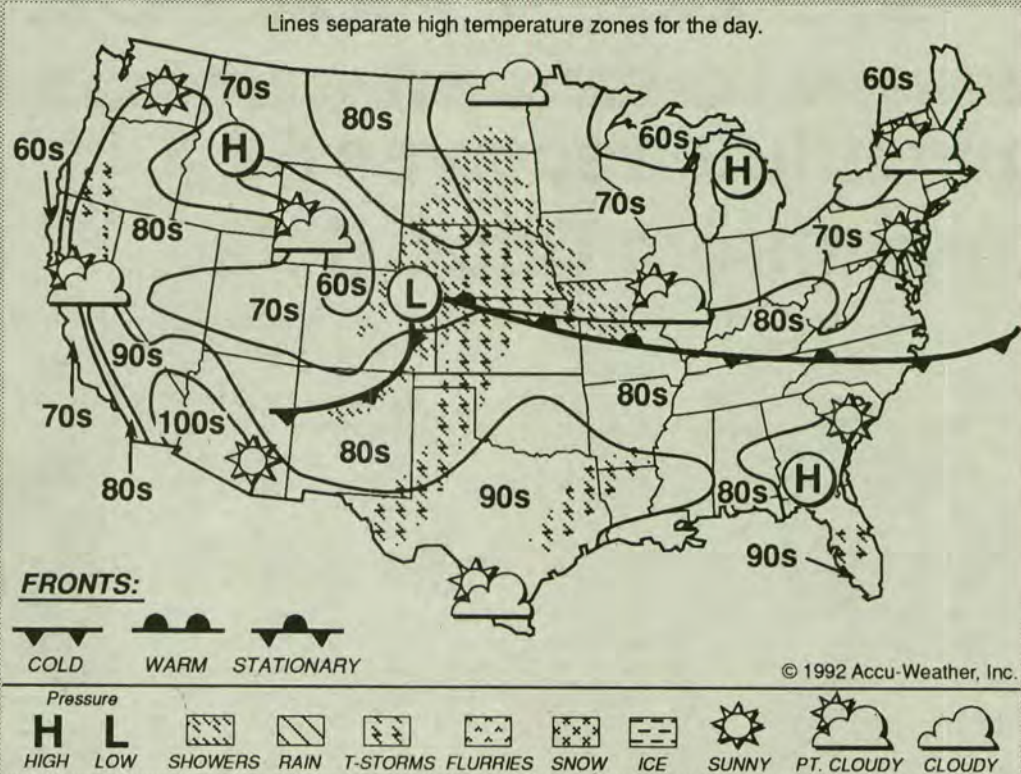 Lines separate high temperature zones for the day.
60s
70s
80s
60s
60s
H
H
60s
70s
80s
70s
60s
L
70s
80s
90s
70s
100s
80s
80s
80s
90s
80s
H
90s
FRONTS:
COLD WARM STATIONARY
© 1992 Accu-Weather, Inc.
Pressure
H L
HIGH LOW SHOWERS RAIN T-STORMS FLURRIES SNOW ICE SUNNY PT. CLOUDY CLOUDY